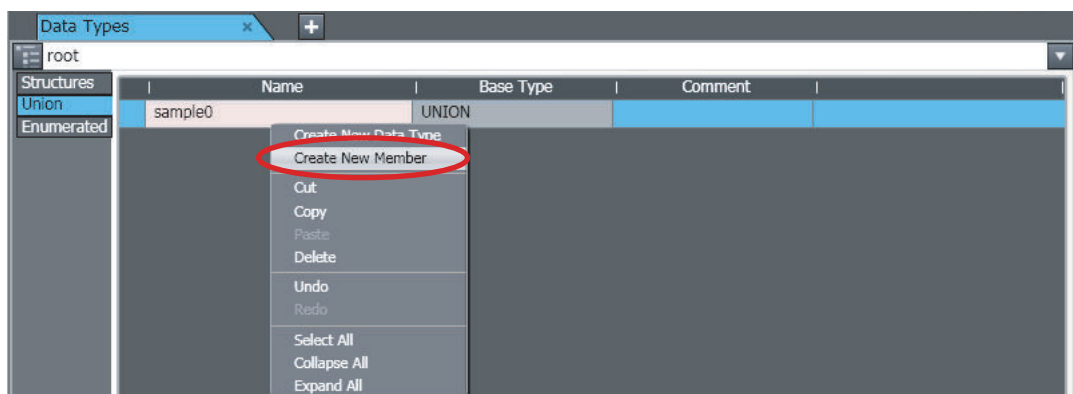 Data Types × +
root
Structures
Union
Enumerated
Name Base Type Comment
sample0 UNION
Create New Data Type
Create New Member
Cut
Copy
Paste
Delete
Undo
Redo
Select All
Collapse All
Expand All